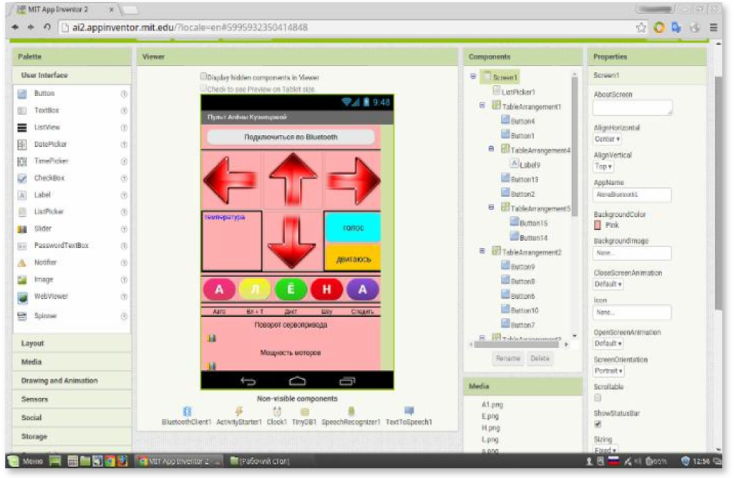 MIT App Inventor 2
ai2.appinventor.mit.edu/?locale=en#5995932350414848
Palette
User Interface
Button
TextBox
ListView
DatePicker
TimePicker
CheckBox
Label
ListPicker
Slider
PasswordTextBox
Notifier
Image
WebViewer
Spinner
Layout
Media
Drawing and Animation
Sensors
Social
Storage
Viewer
Display hidden components in Viewer
Check to see Preview on Tablet size.
9:48
Пульт Алёны Кузнецовой
Подключиться по Bluetooth
температура
голос
двигаюсь
А Л Ё Н А
Авто Вл + Т Дист Шоу Следить
Поворот сервопривода
Мощность моторов
Non-visible components
BluetoothClient1 ActivityStarter1 Clock1 TinyDB1 SpeechRecognizer1 TextToSpeech1
Components
Screen1
ListPicker1
TableArrangement1
Button4
Button1
TableArrangement4
Label9
Button13
Button2
TableArrangement5
Button15
Button14
TableArrangement2
Button9
Button8
Button6
Button10
Button7
Rename Delete
Media
A1.png
E.png
H.png
L.png
Properties
Screen1
AboutScreen
AlignHorizontal
Center
AlignVertical
Top
AppName
BackgroundColor
Pink
BackgroundImage
None...
CloseScreenAnimation
Default
Icon
None...
OpenScreenAnimation
Default
ScreenOrientation
Portrait
Scrollable
ShowStatusBar
Sizing
Fixed
Меню
MIT App Inventor 2 - ...
[Рабочий стол]
12:56